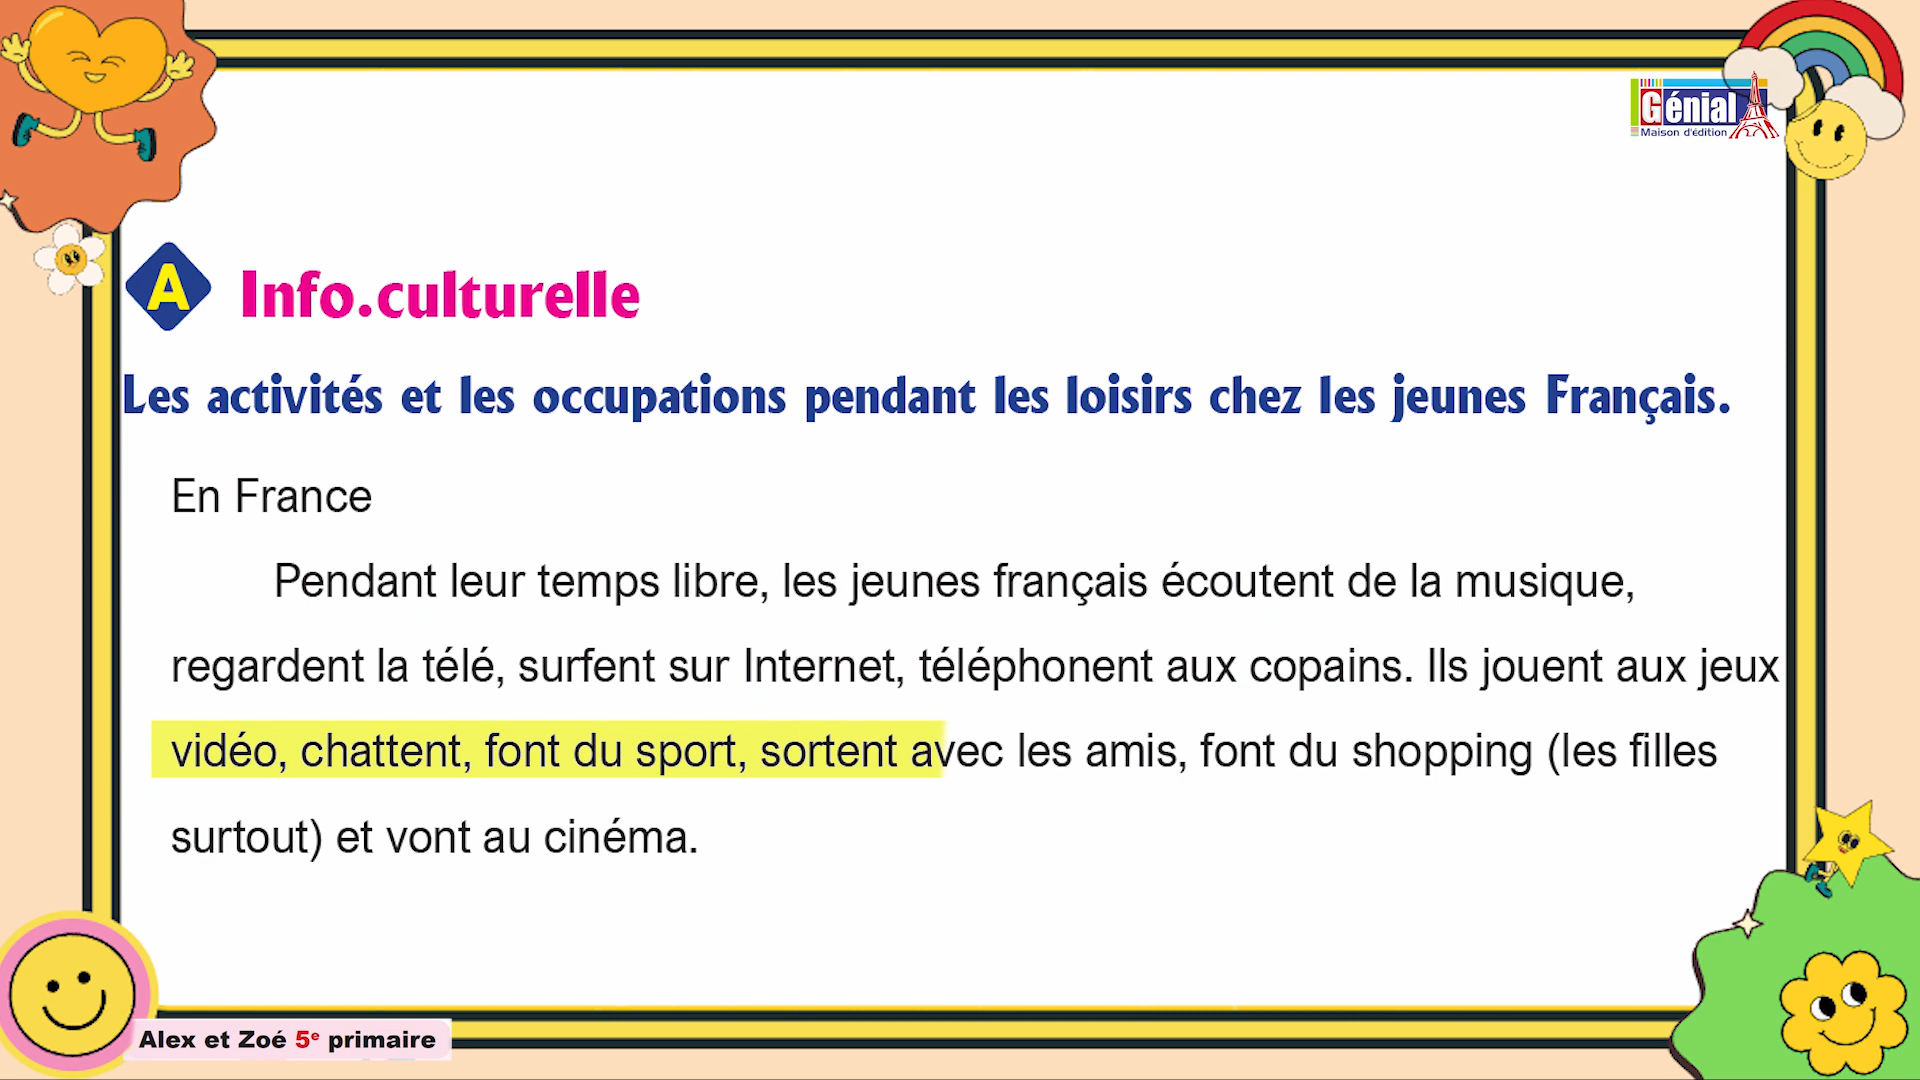 Génial
Maison d'édition
A Info.culturelle
Les activités et les occupations pendant les loisirs chez les jeunes Français.
En France
Pendant leur temps libre, les jeunes français écoutent de la musique,
regardent la télé, surfent sur Internet, téléphonent aux copains. Ils jouent aux jeux
vidéo, chattent, font du sport, sortent avec les amis, font du shopping (les filles
surtout) et vont au cinéma.
Alex et Zoé 5e primaire